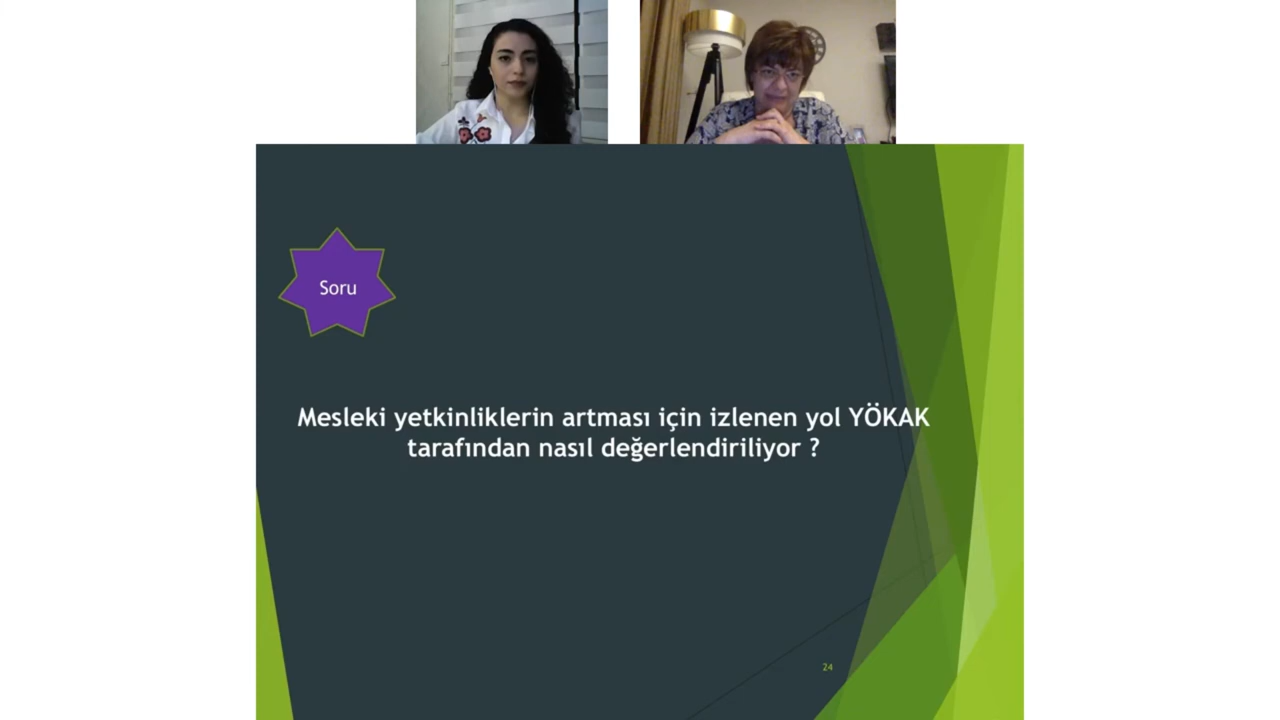 Soru
Mesleki yetkinliklerin artması için izlenen yol YÖKAK
tarafından nasıl değerlendiriliyor ?
24